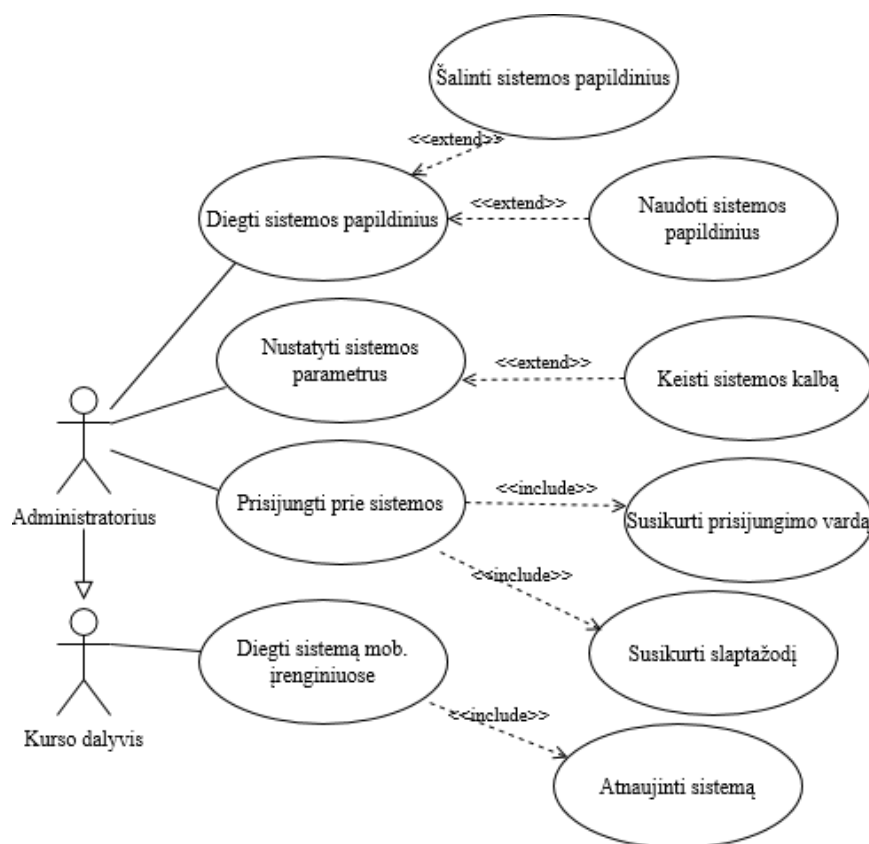 Šalinti sistemos papildinius
<<extend>>
Diegti sistemos papildinius
<<extend>>
Naudoti sistemos
papildinius
Nustatyti sistemos
parametrus
<<extend>>
Keisti sistemos kalbą
Administratorius
Prisijungti prie sistemos
<<include>>
Susikurti prisijungimo vardą
<<include>>
Susikurti slaptažodį
Kurso dalyvis
Diegti sistemą mob.
įrenginiuose
<<include>>
Atnaujinti sistemą